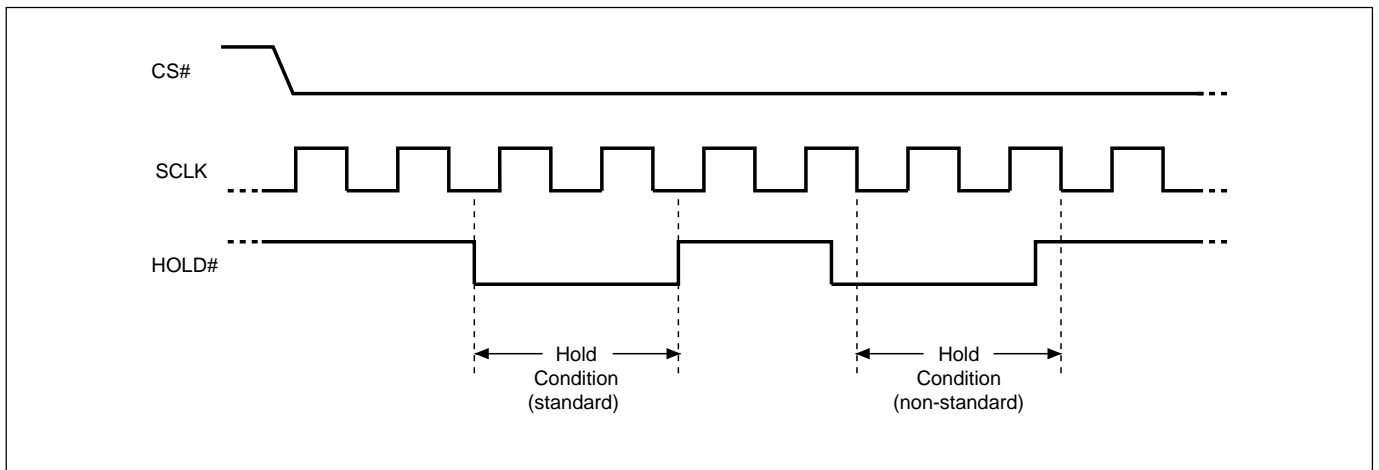 CS#
SCLK
HOLD#
Hold
Condition
(standard)
Hold
Condition
(non-standard)